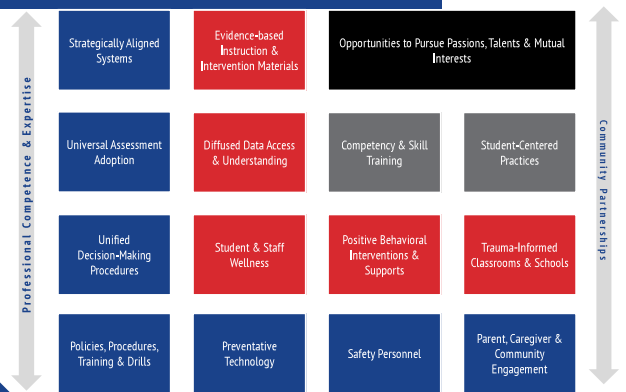 Strategically Aligned
Systems
Evidence-based
Instruction &
Intervention Materials
Opportunities to Pursue Passions, Talents & Mutual
Interests
Universal Assessment
Adoption
Diffused Data Access
& Understanding
Competency & Skill
Training
Student-Centered
Practices
Unified
Decision-Making
Procedures
Student & Staff
Wellness
Positive Behavioral
Interventions &
Supports
Trauma-Informed
Classrooms & Schools
Policies, Procedures,
Training & Drills
Preventative
Technology
Safety Personnel
Parent, Caregiver &
Community
Engagement
Professional Competence & Expertise
Community Partnerships